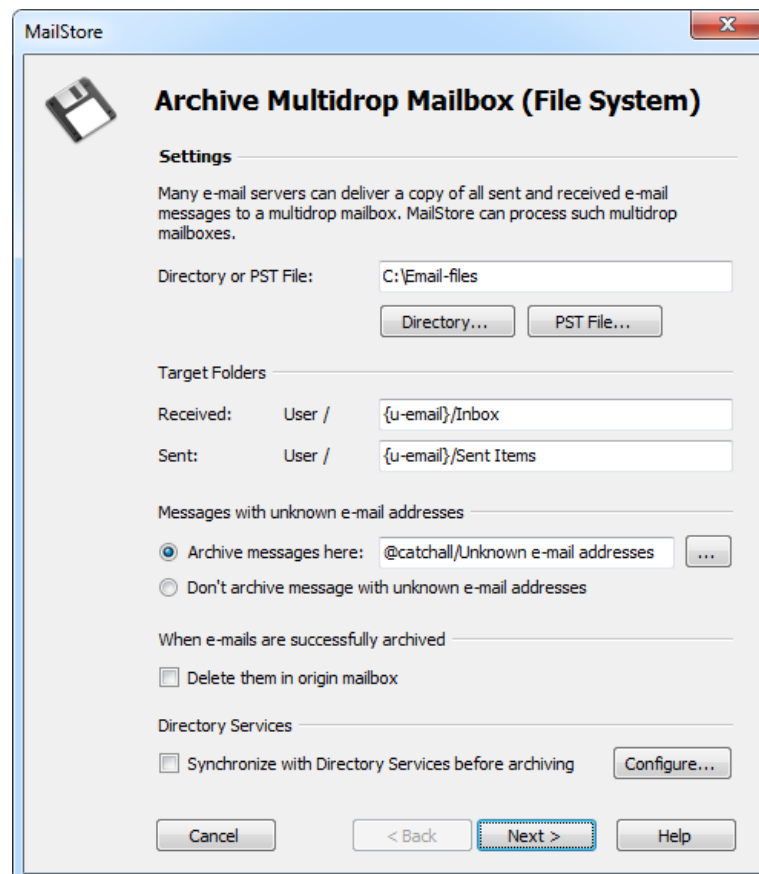 MailStore
Archive Multidrop Mailbox (File System)
Settings
Many e-mail servers can deliver a copy of all sent and received e-mail
messages to a multidrop mailbox. MailStore can process such multidrop
mailboxes.
Directory or PST File: C:\Email-files
Directory... PST File...
Target Folders
Received: User / {u-email}/Inbox
Sent: User / {u-email}/Sent Items
Messages with unknown e-mail addresses
Archive messages here: @catchall/Unknown e-mail addresses ...
Don't archive message with unknown e-mail addresses
When e-mails are successfully archived
Delete them in origin mailbox
Directory Services
Synchronize with Directory Services before archiving Configure...
Cancel < Back Next > Help